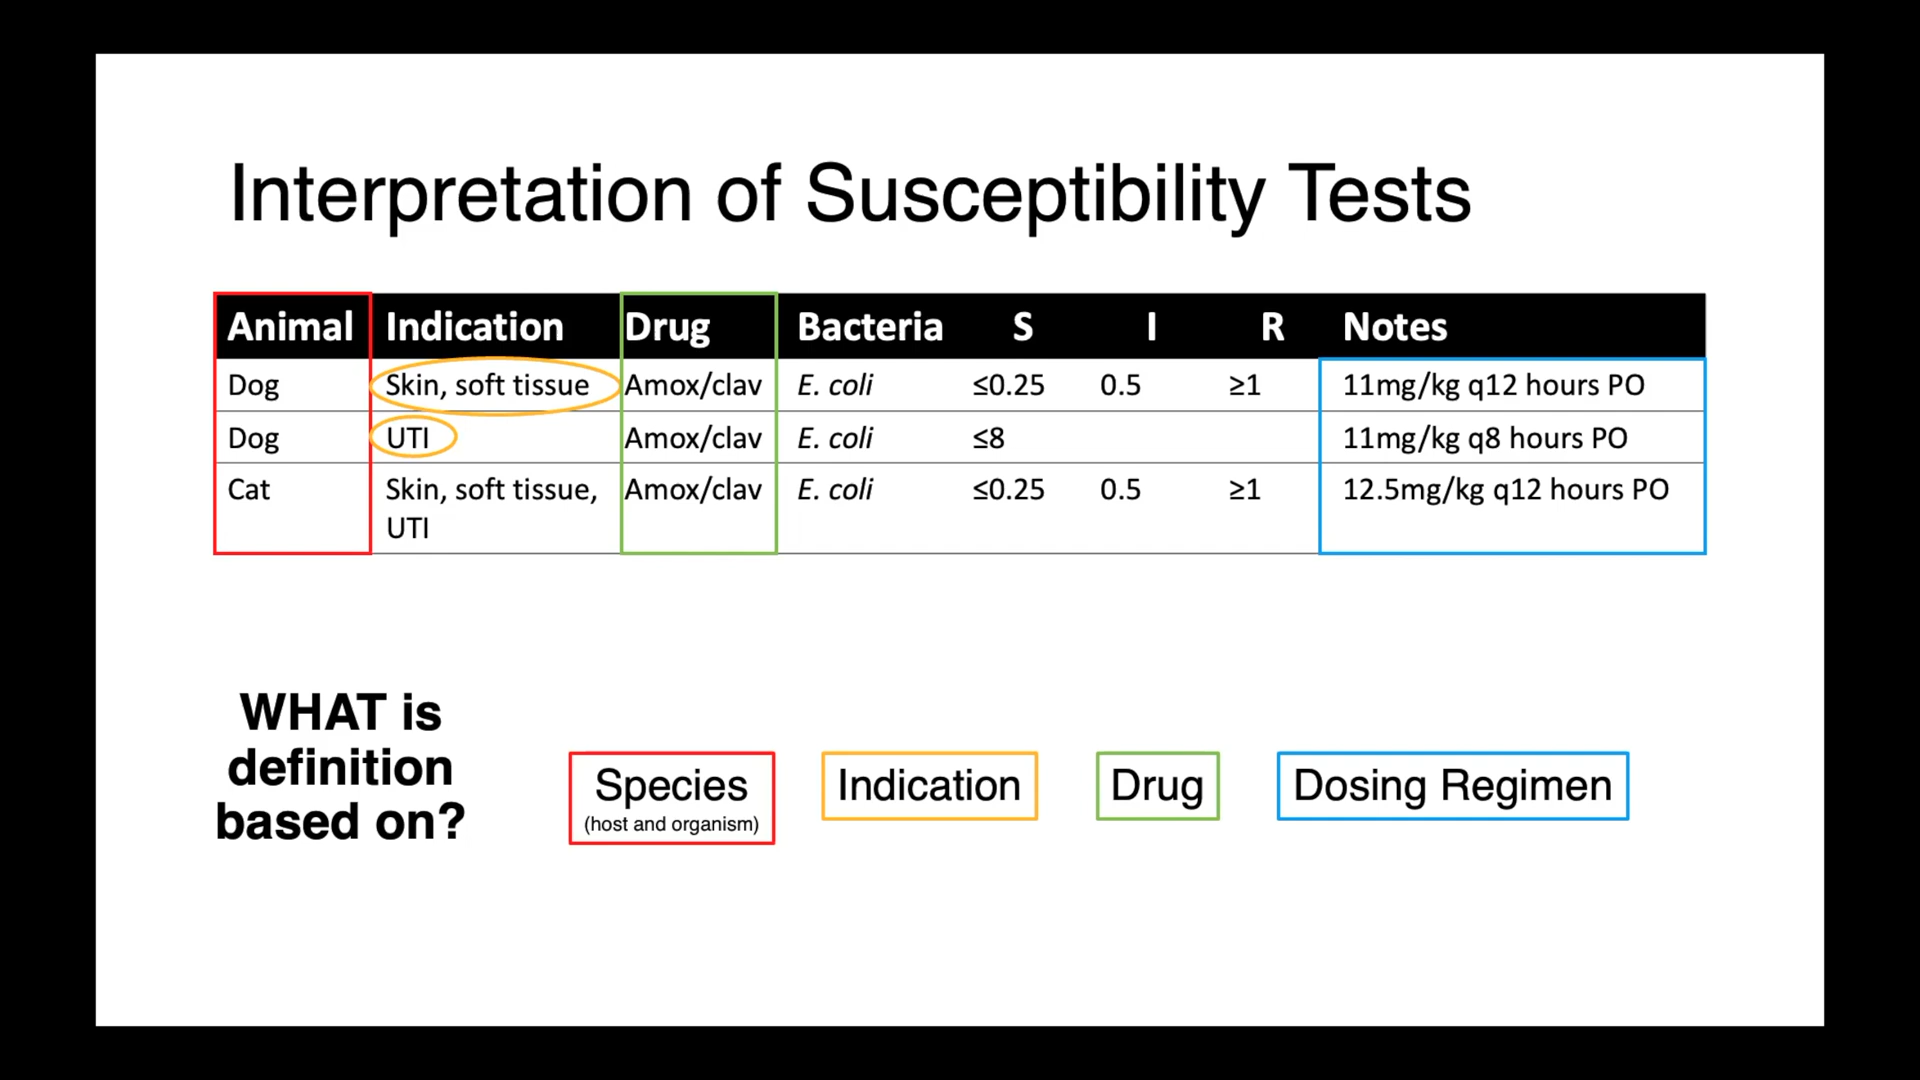 Interpretation of Susceptibility Tests
Animal Indication Drug Bacteria S I R Notes
Dog Skin, soft tissue Amox/clav E. coli ≤0.25 0.5 ≥1 11mg/kg q12 hours PO
Dog UTI Amox/clav E. coli ≤8 11mg/kg q8 hours PO
Cat Skin, soft tissue, Amox/clav E. coli ≤0.25 0.5 ≥1 12.5mg/kg q12 hours PO
UTI
WHAT is
definition
based on?
Species
(host and organism)
Indication
Drug
Dosing Regimen